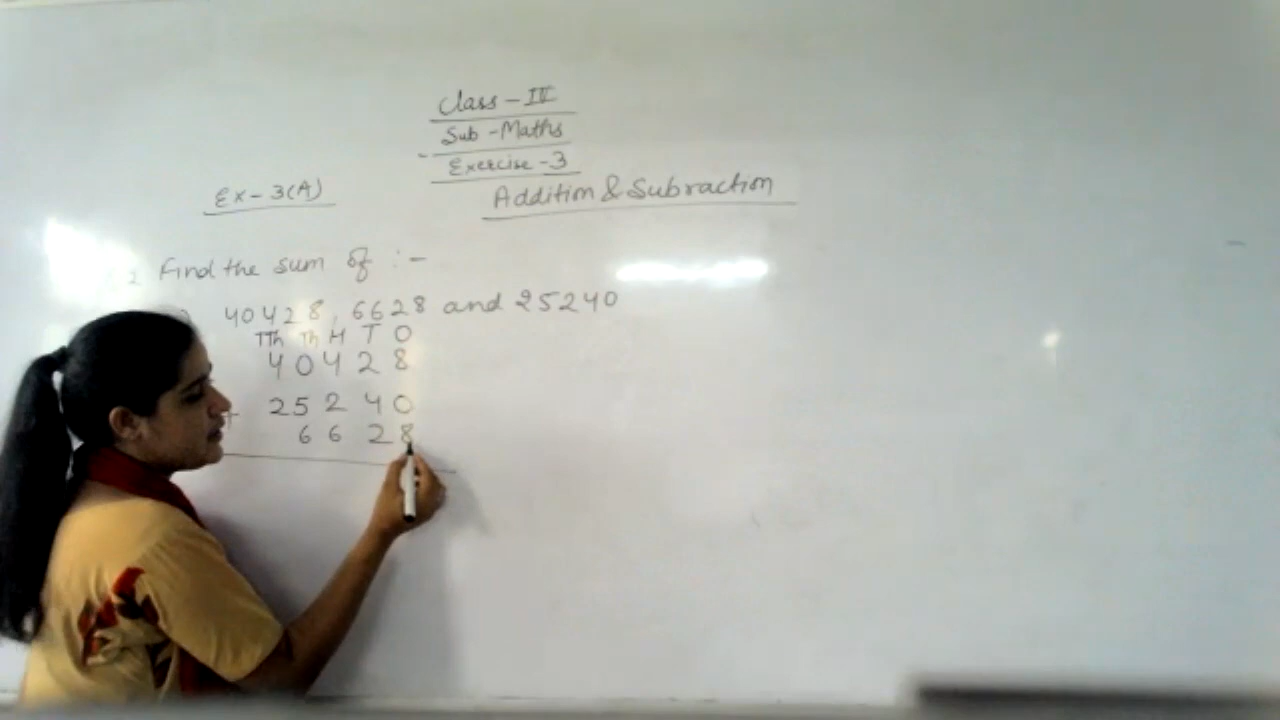 Class - IV
Sub - Maths
Exercise - 3
Addition & Subraction
Ex - 3(A)
Find the sum of :-
40428, 6628 and 25240
TTh Th H T O
4 0 4 2 8
+ 2 5 2 4 0
6 6 2 8